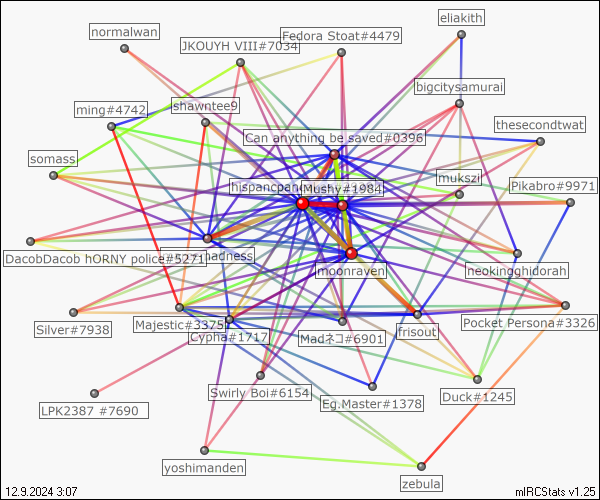 eliakith
normalwan
Fedora Stoat#4479
JKOUYH VIII#7034
bigcitysamurai
ming#4742
shawntee9
thesecondtwat
Can anything be saved#0396
somass
mukszil
hispanopan
Mushy#1984
Pikabro#9971
DacobDacob hORNY police#5271
adness
moonraven
neokingghidorah
Silver#7938
Majestic#3375
Cypha#1717
Madネコ#6901
frisout
Pocket Persona#3326
LPK2387 #7690
Swirly Boi#6154
Eg.Master#1378
Duck#1245
yoshimanden
zebula
12.9.2024 3:07
mIRCStats v1.25